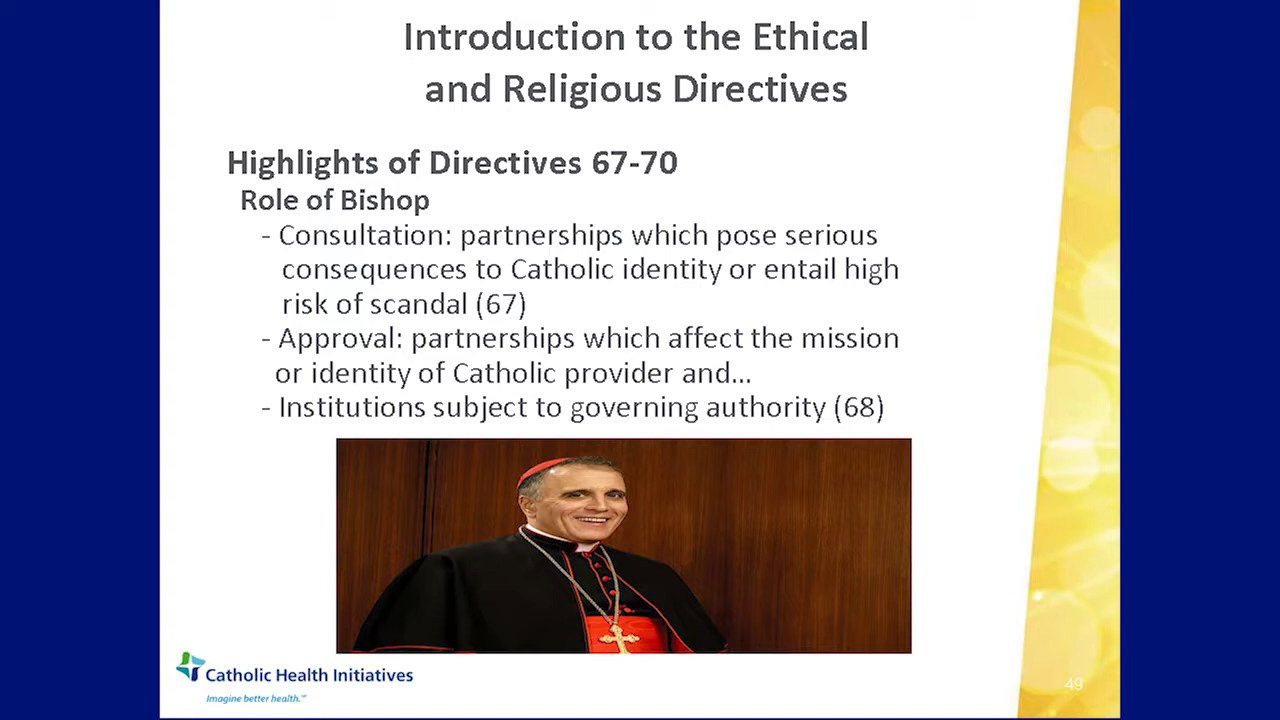 Introduction to the Ethical
and Religious Directives
Highlights of Directives 67-70
Role of Bishop
- Consultation: partnerships which pose serious
consequences to Catholic identity or entail high
risk of scandal (67)
- Approval: partnerships which affect the mission
or identity of Catholic provider and…
- Institutions subject to governing authority (68)
Catholic Health Initiatives
Imagine better health.℠
49